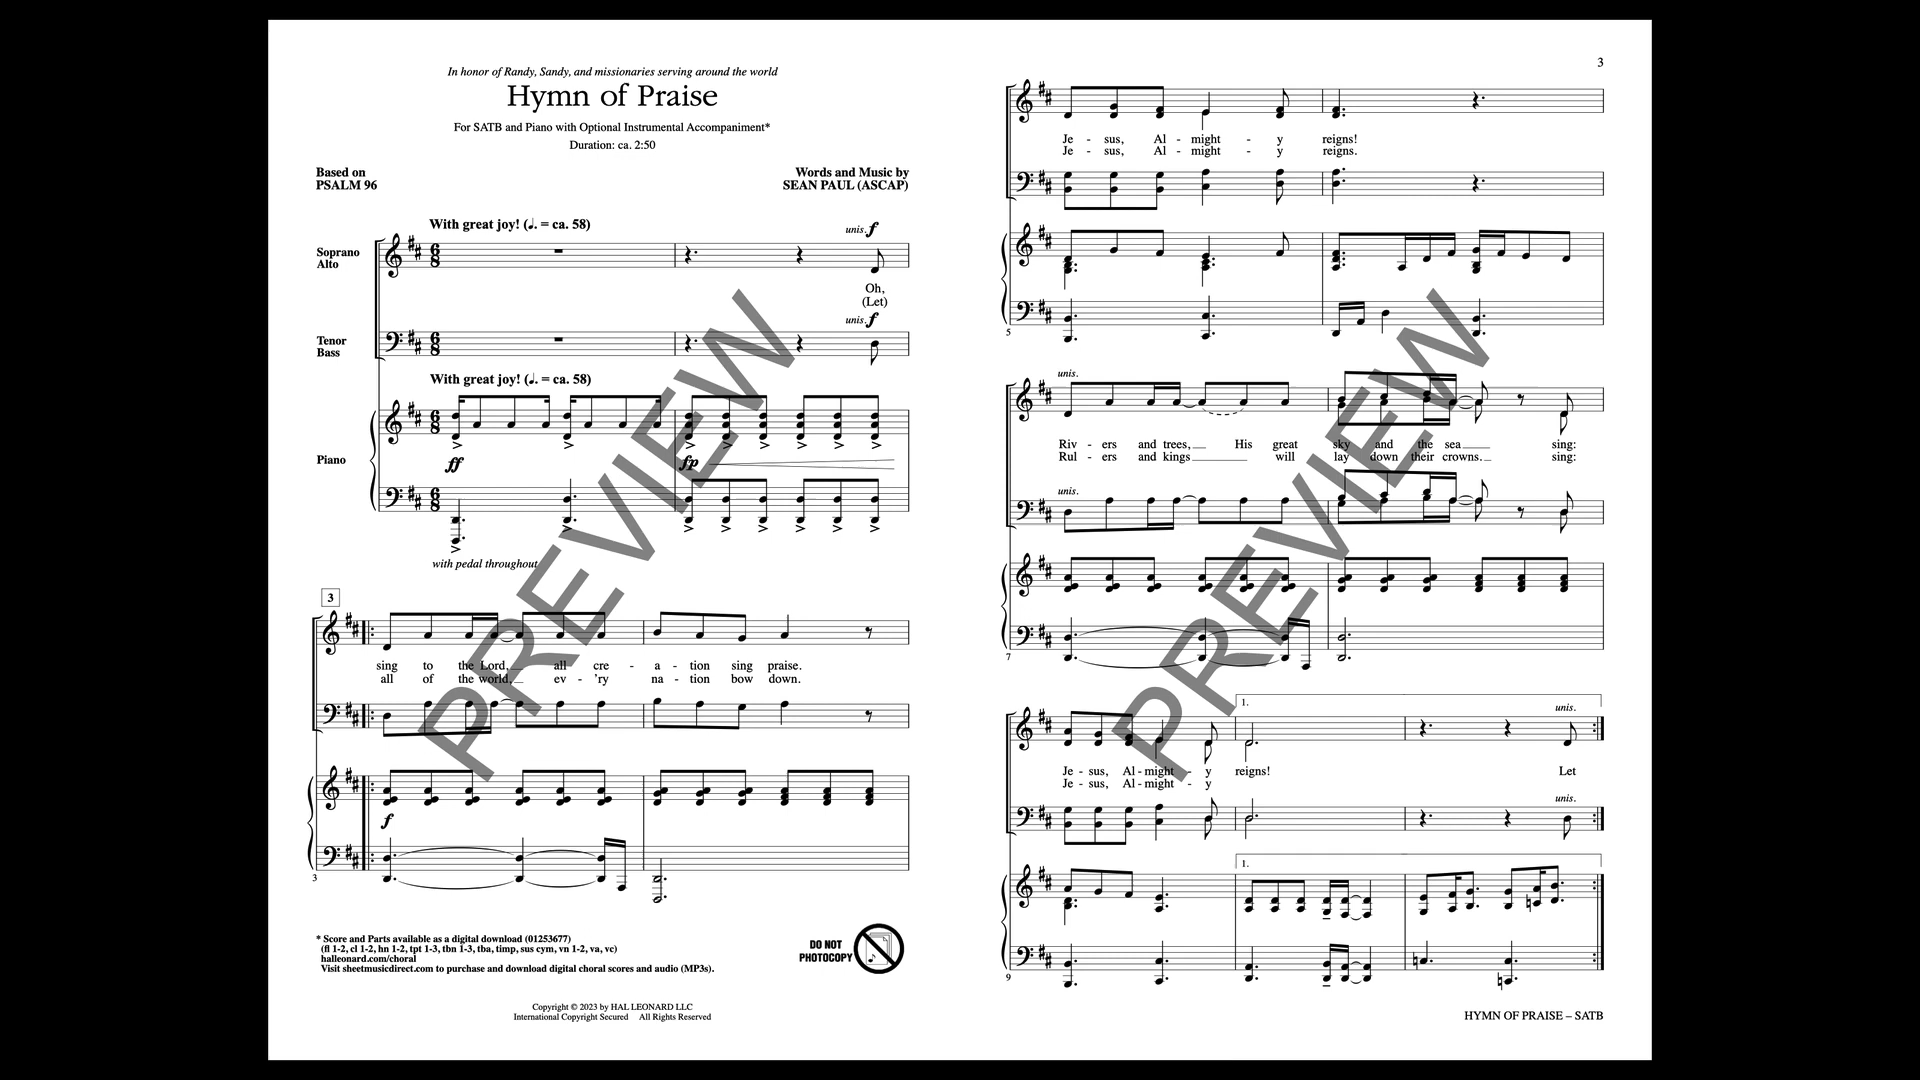 In honor of Randy, Sandy, and missionaries serving around the world
Hymn of Praise
For SATB and Piano with Optional Instrumental Accompaniment*
Duration: ca. 2:50
Based on
PSALM 96
Words and Music by
SEAN PAUL (ASCAP)
With great joy! (♩. = ca. 58)
unis. f
Soprano
Alto
6
8
Oh,
(Let)
unis. f
Tenor
Bass
6
8
With great joy! (♩. = ca. 58)
Piano
6
8
ff
fp
6
8
with pedal throughout
3
sing to the Lord, all cre - a - tion sing praise.
all of the world, ev - 'ry na - tion bow down.
f
3
* Score and Parts available as a digital download (01253677)
(fl 1-2, cl 1-2, hn 1-2, tpt 1-3, tbn 1-3, tba, timp, sus cym, vn 1-2, va, vc)
halleonard.com/choral
Visit sheetmusicdirect.com to purchase and download digital choral scores and audio (MP3s).
DO NOT
PHOTOCOPY
Copyright © 2023 by HAL LEONARD LLC
International Copyright Secured All Rights Reserved
PREVIEW
3
Je - sus, Al - might - y reigns!
Je - sus, Al - might - y reigns.
5
unis.
Riv - ers and trees, His great sky and the sea sing:
Rul - ers and kings will lay down their crowns. sing:
unis.
7
1.
unis.
Je - sus, Al - might - y reigns! Let
Je - sus, Al - might - y
unis.
1.
9
HYMN OF PRAISE – SATB
PREVIEW